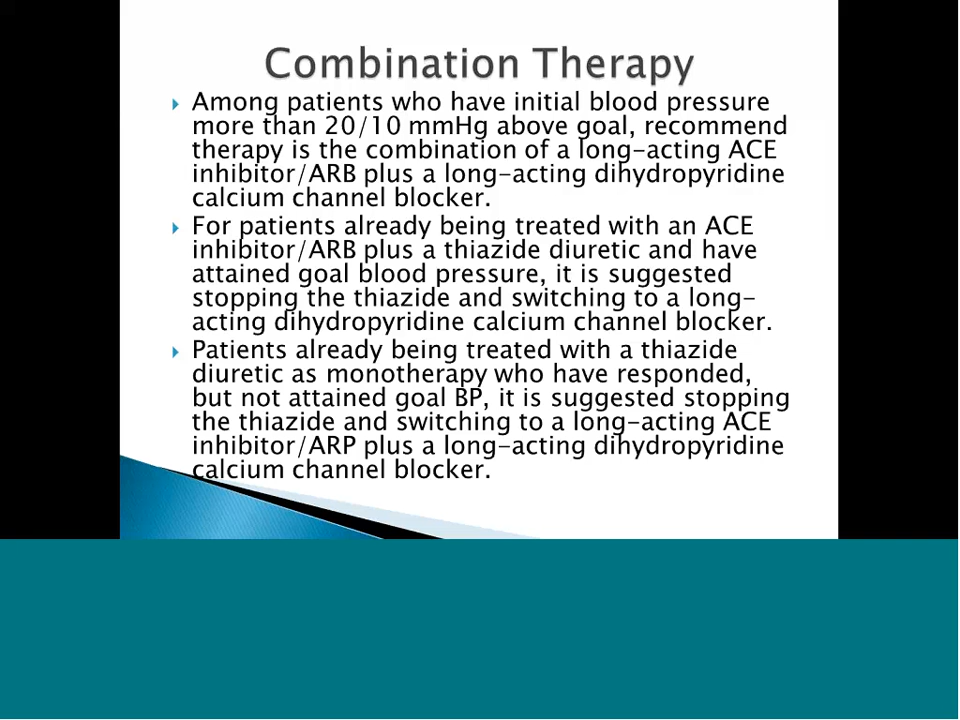 Combination Therapy
Among patients who have initial blood pressure
more than 20/10 mmHg above goal, recommend
therapy is the combination of a long-acting ACE
inhibitor/ARB plus a long-acting dihydropyridine
calcium channel blocker.
For patients already being treated with an ACE
inhibitor/ARB plus a thiazide diuretic and have
attained goal blood pressure, it is suggested
stopping the thiazide and switching to a long-
acting dihydropyridine calcium channel blocker.
Patients already being treated with a thiazide
diuretic as monotherapy who have responded,
but not attained goal BP, it is suggested stopping
the thiazide and switching to a long-acting ACE
inhibitor/ARP plus a long-acting dihydropyridine
calcium channel blocker.